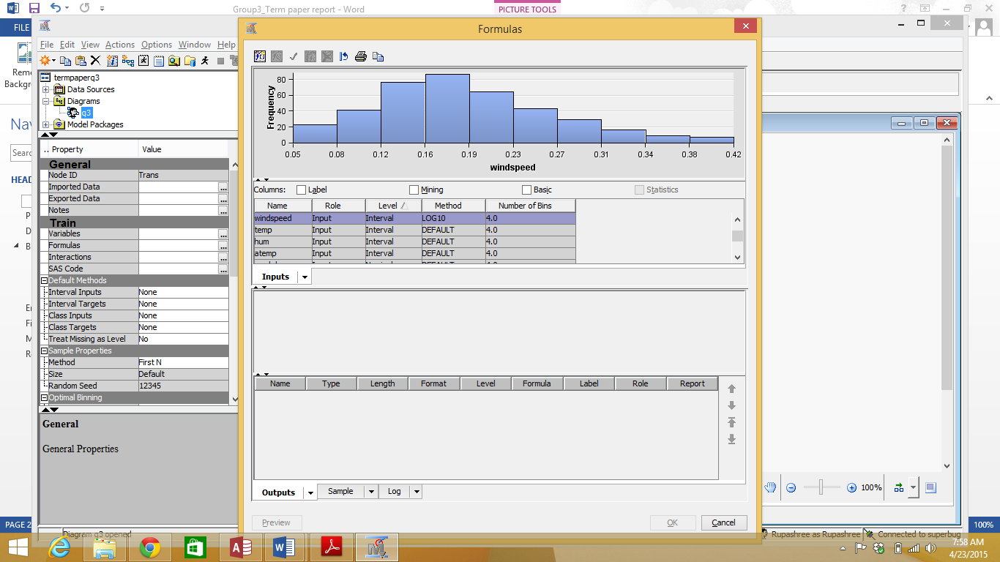 Group3_Term paper report - Word
PICTURE TOOLS
FILE
Formulas
File Edit View Actions Options Window Help
termpaperq3
Data Sources
Diagrams
q3
Model Packages
.. Property Value
General
Node ID Trans
Imported Data ...
Exported Data ...
Notes ...
Train
Variables ...
Formulas ...
Interactions ...
SAS Code ...
Default Methods
Interval Inputs None
Interval Targets None
Class Inputs None
Class Targets None
Treat Missing as Level No
Sample Properties
Method First N
Size Default
Random Seed 12345
Optimal Binning
General
General Properties
Diagram q3 opened
Frequency
80
60
40
20
0
0.05 0.08 0.12 0.16 0.19 0.23 0.27 0.31 0.34 0.38 0.42
windspeed
Columns: Label Mining Basic Statistics
Name Role Level Method Number of Bins
windspeed Input Interval LOG10 4.0
temp Input Interval DEFAULT 4.0
hum Input Interval DEFAULT 4.0
atemp Input Interval DEFAULT 4.0
Inputs
Name Type Length Format Level Formula Label Role Report
Outputs Sample Log
Preview OK Cancel
100%
Rupashree as Rupashree Connected to superbug
Remo
Backgrou
Nav
Searc
HEAD
P
D
B
En
Fi
M
Re
PAGE 2
100%
7:58 AM
4/23/2015